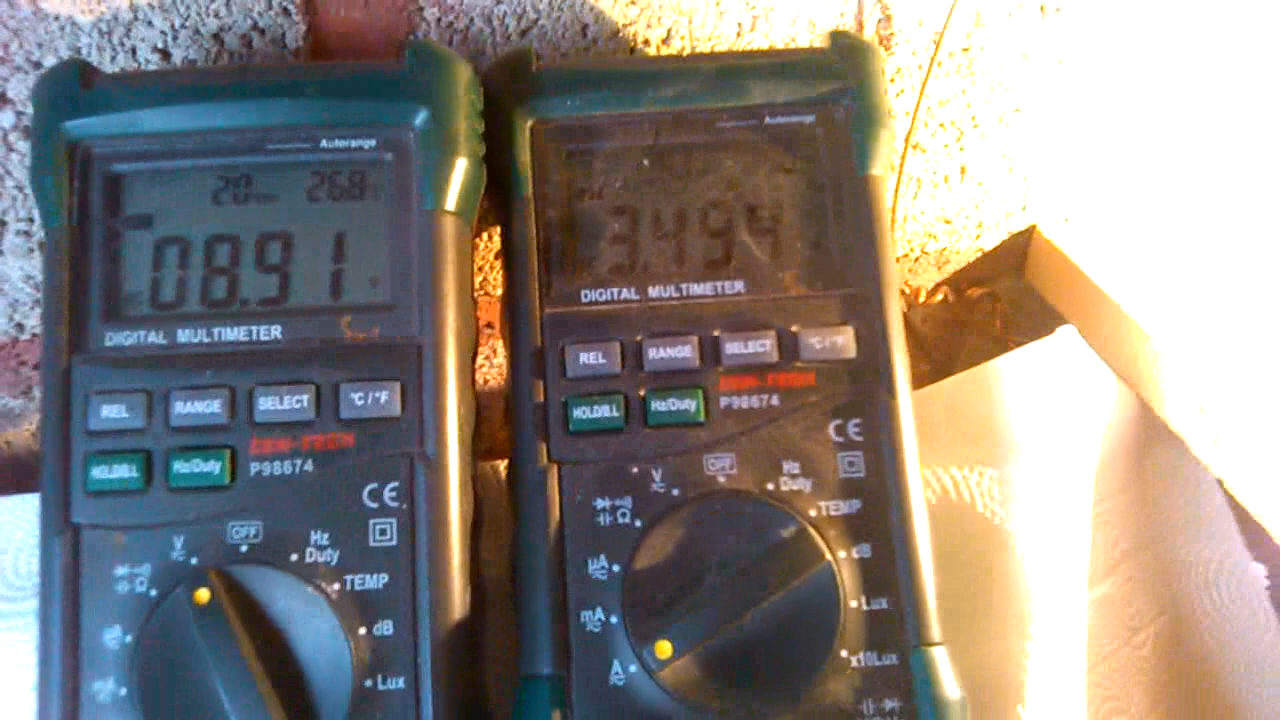 Autorange
20 26.8
08.91
DIGITAL MULTIMETER
REL RANGE SELECT °C/°F
HOLD/B.L Hz/Duty
P98674
CE
V OFF Hz
Duty
Ω TEMP
dB
Lux
Autorange
3.494
DIGITAL MULTIMETER
REL RANGE SELECT °C/°F
HOLD/B.L Hz/Duty
P98674
CE
V OFF Hz
Duty
Ω TEMP
µA dB
mA Lux
A x10Lux